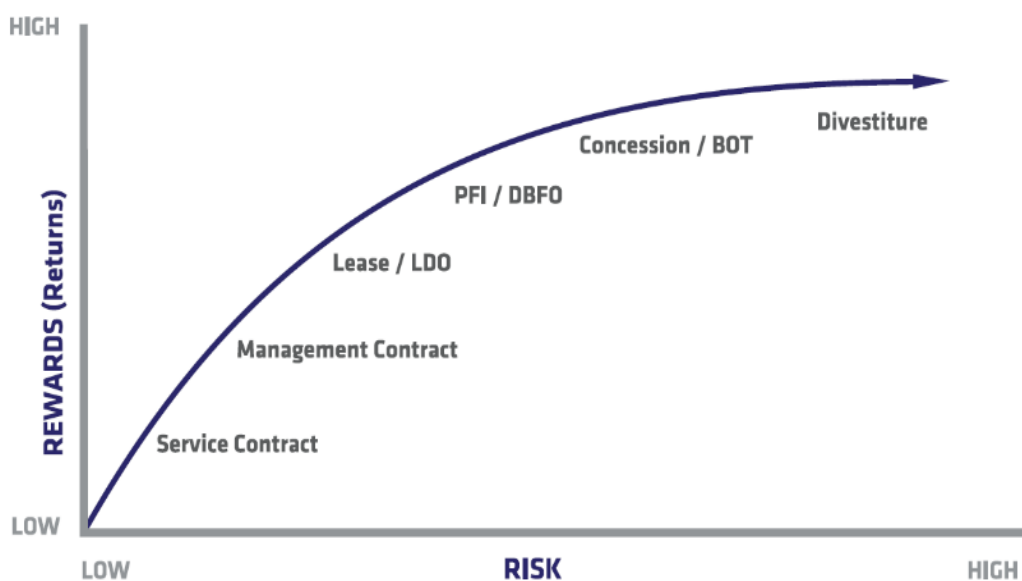 HIGH
REWARDS (Returns)
Divestiture
Concession / BOT
PFI / DBFO
Lease / LDO
Management Contract
Service Contract
LOW
LOW
RISK
HIGH